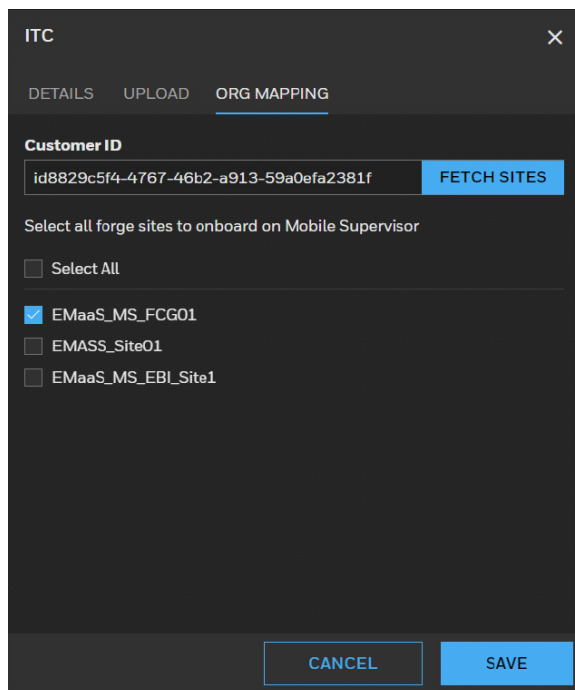 ITC
DETAILS UPLOAD ORG MAPPING
Customer ID
id8829c5f4-4767-46b2-a913-59a0efa2381f FETCH SITES
Select all forge sites to onboard on Mobile Supervisor
Select All
EMaaS_MS_FCG01
EMASS_Site01
EMaaS_MS_EBI_Site1
CANCEL SAVE